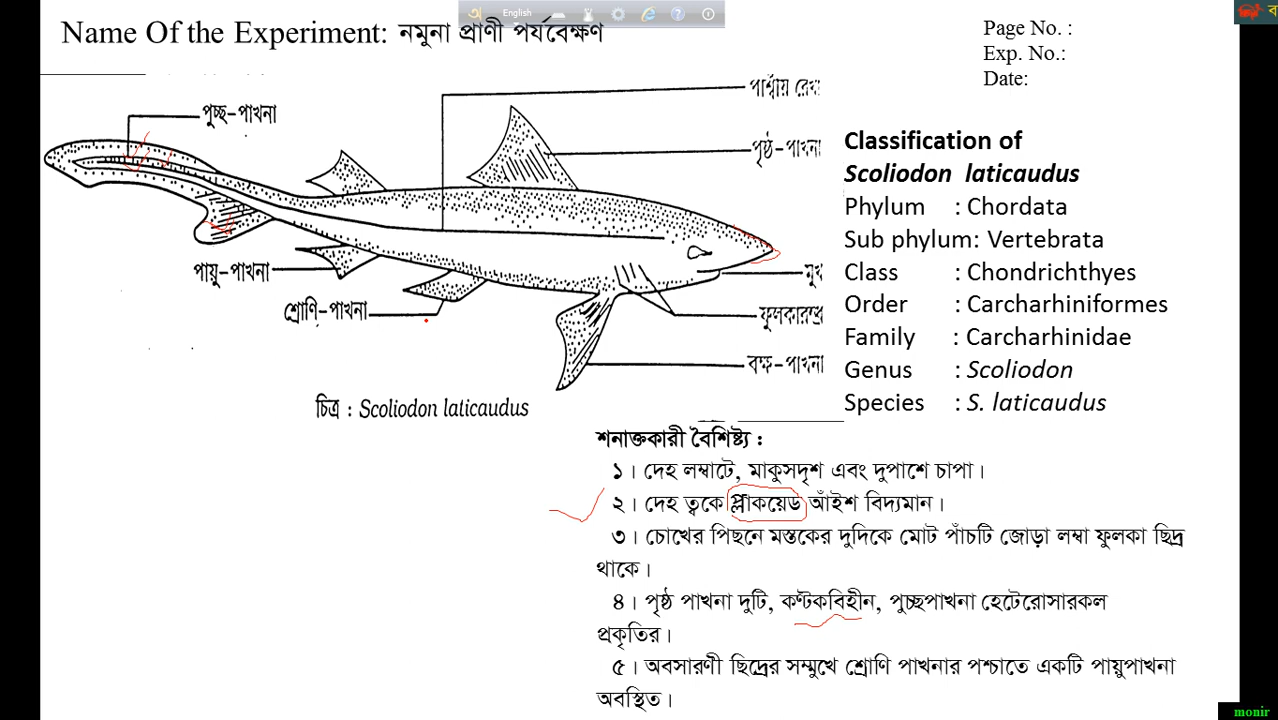 English
Name Of the Experiment: নমুনা প্রাণী পর্যবেক্ষণ
Page No. :
Exp. No.:
Date:
পার্শ্বীয় রেখ
পুচ্ছ-পাখনা
পৃষ্ঠ-পাখনা
পায়ু-পাখনা
মুখ
শ্রোণি-পাখনা
ফুলকারন্ধ্র
বক্ষ-পাখনা
চিত্র : Scoliodon laticaudus
Classification of
Scoliodon laticaudus
Phylum : Chordata
Sub phylum: Vertebrata
Class : Chondrichthyes
Order : Carcharhiniformes
Family : Carcharhinidae
Genus : Scoliodon
Species : S. laticaudus
শনাক্তকারী বৈশিষ্ট্য :
১। দেহ লম্বাটে, মাকুসদৃশ এবং দুপাশে চাপা।
২। দেহ ত্বকে প্লাকয়েড আঁইশ বিদ্যমান।
৩। চোখের পিছনে মস্তকের দুদিকে মোট পাঁচটি জোড়া লম্বা ফুলকা ছিদ্র
থাকে।
৪। পৃষ্ঠ পাখনা দুটি, কণ্টকবিহীন, পুচ্ছপাখনা হেটেরোসারকল
প্রকৃতির।
৫। অবসারণী ছিদ্রের সম্মুখে শ্রোণি পাখনার পশ্চাতে একটি পায়ুপাখনা
অবস্থিত।
monir